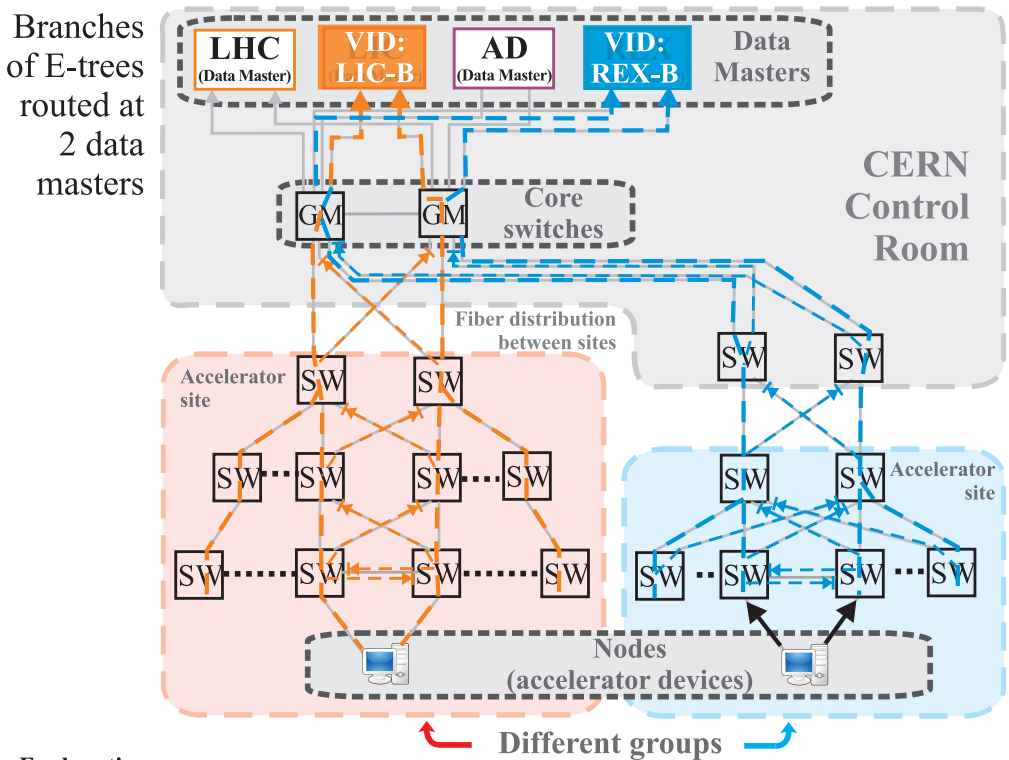 Branches
of E-trees
routed at
2 data
masters
LHC
(Data Master)
VID:
LIC-B
AD
(Data Master)
VID:
REX-B
Data
Masters
CERN
Control
Room
GM
GM
Core
switches
Fiber distribution
between sites
SW
SW
SW
SW
Accelerator
site
SW
SW
SW
SW
SW
SW
Accelerator
site
SW
SW
SW
SW
SW
SW
SW
SW
Nodes
(accelerator devices)
Different groups